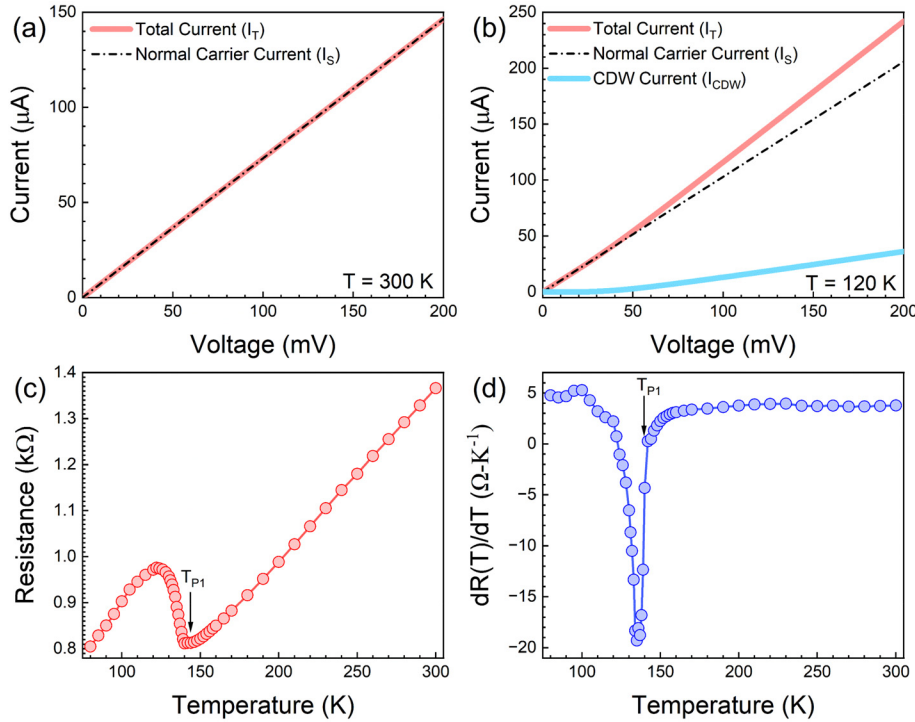 (a)
Total Current (I_T)
Normal Carrier Current (I_S)
150
100
50
0
Current (μA)
T = 300 K
0 50 100 150 200
Voltage (mV)
(b)
Total Current (I_T)
Normal Carrier Current (I_S)
CDW Current (I_CDW)
250
200
150
100
50
0
Current (μA)
T = 120 K
0 50 100 150 200
Voltage (mV)
(c)
1.4
1.3
1.2
1.1
1.0
0.9
0.8
Resistance (kΩ)
T_P1
100 150 200 250 300
Temperature (K)
(d)
5
0
−5
−10
−15
−20
dR(T)/dT (Ω-K⁻¹)
T_P1
100 150 200 250 300
Temperature (K)